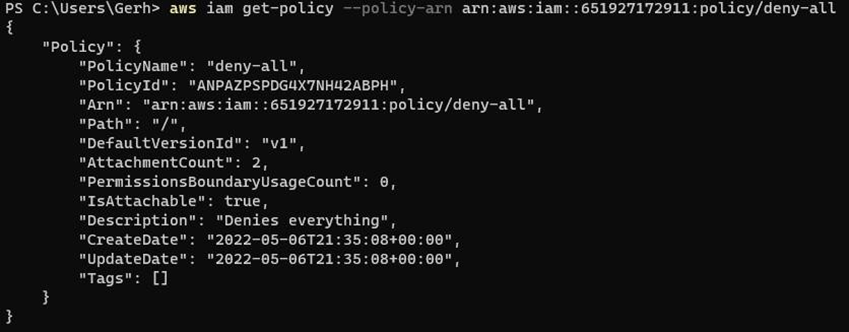 PS C:\Users\Gerh> aws iam get-policy --policy-arn arn:aws:iam::651927172911:policy/deny-all
{
    "Policy": {
        "PolicyName": "deny-all",
        "PolicyId": "ANPAZPSPDG4X7NH42ABPH",
        "Arn": "arn:aws:iam::651927172911:policy/deny-all",
        "Path": "/",
        "DefaultVersionId": "v1",
        "AttachmentCount": 2,
        "PermissionsBoundaryUsageCount": 0,
        "IsAttachable": true,
        "Description": "Denies everything",
        "CreateDate": "2022-05-06T21:35:08+00:00",
        "UpdateDate": "2022-05-06T21:35:08+00:00",
        "Tags": []
    }
}